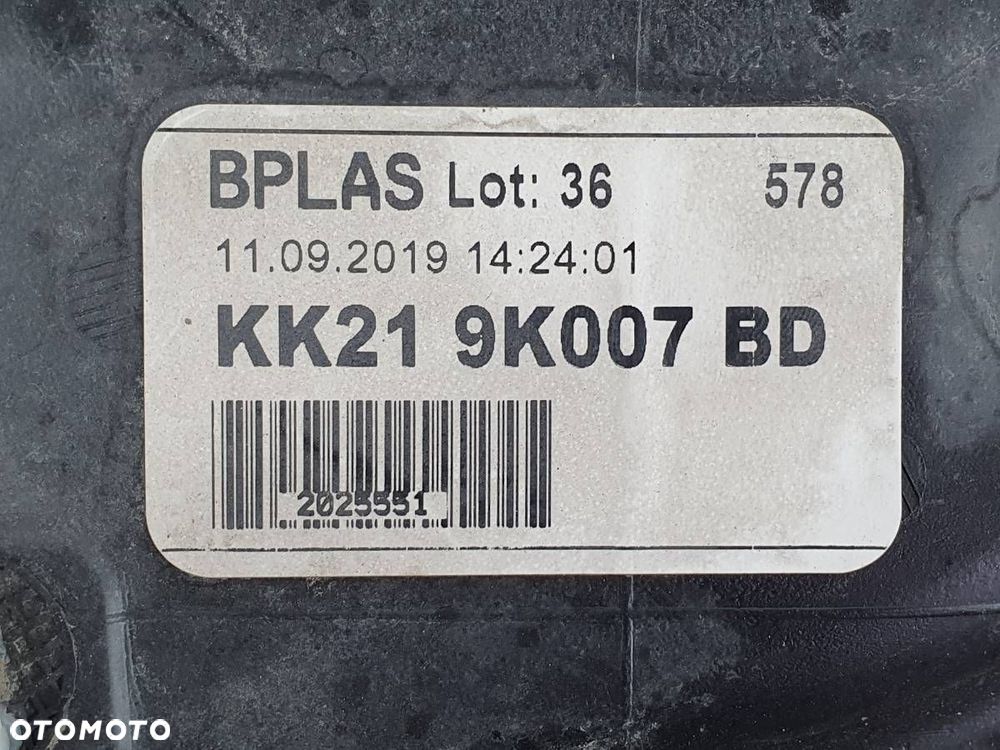 BPLAS Lot: 36 578
11.09.2019 14:24:01
KK21 9K007 BD
2025551
OTOMOTO